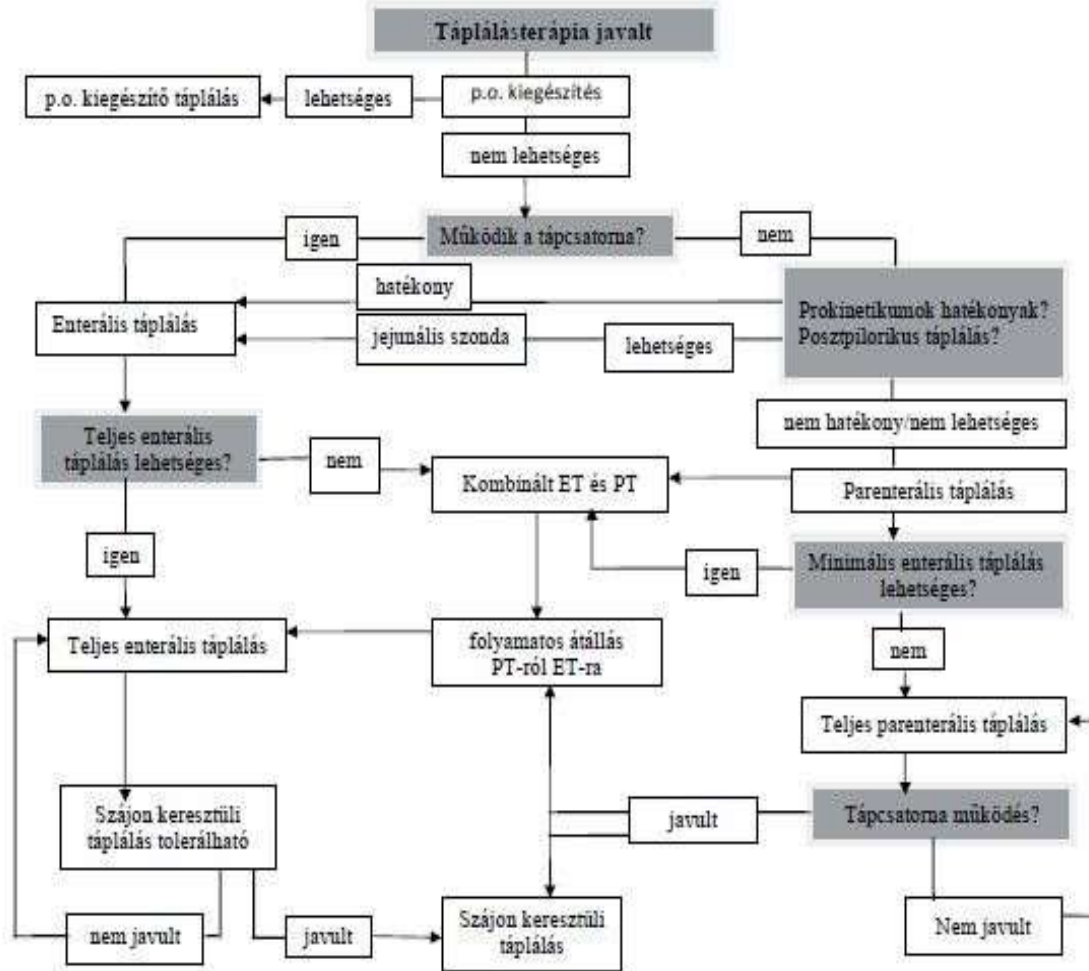 Táplálásterápia javalt
p.o. kiegészítő táplálás
lehetséges
p.o. kiegészítés
nem lehetséges
igen
Működik a tápcsatorna?
nem
hatékony
Enterális táplálás
jejunális szonda
lehetséges
Prokinetikumok hatékonyak?
Posztpilorikus táplálás?
nem hatékony/nem lehetséges
Teljes enterális
táplálás lehetséges?
nem
Kombinált ET és PT
Parenterális táplálás
igen
igen
Minimális enterális táplálás
lehetséges?
Teljes enterális táplálás
folyamatos átállás
PT-ról ET-ra
nem
Teljes parenterális táplálás
Szájon keresztüli
táplálás tolerálható
javult
Tápcsatorna működés?
nem javult
javult
Szájon keresztüli
táplálás
Nem javult